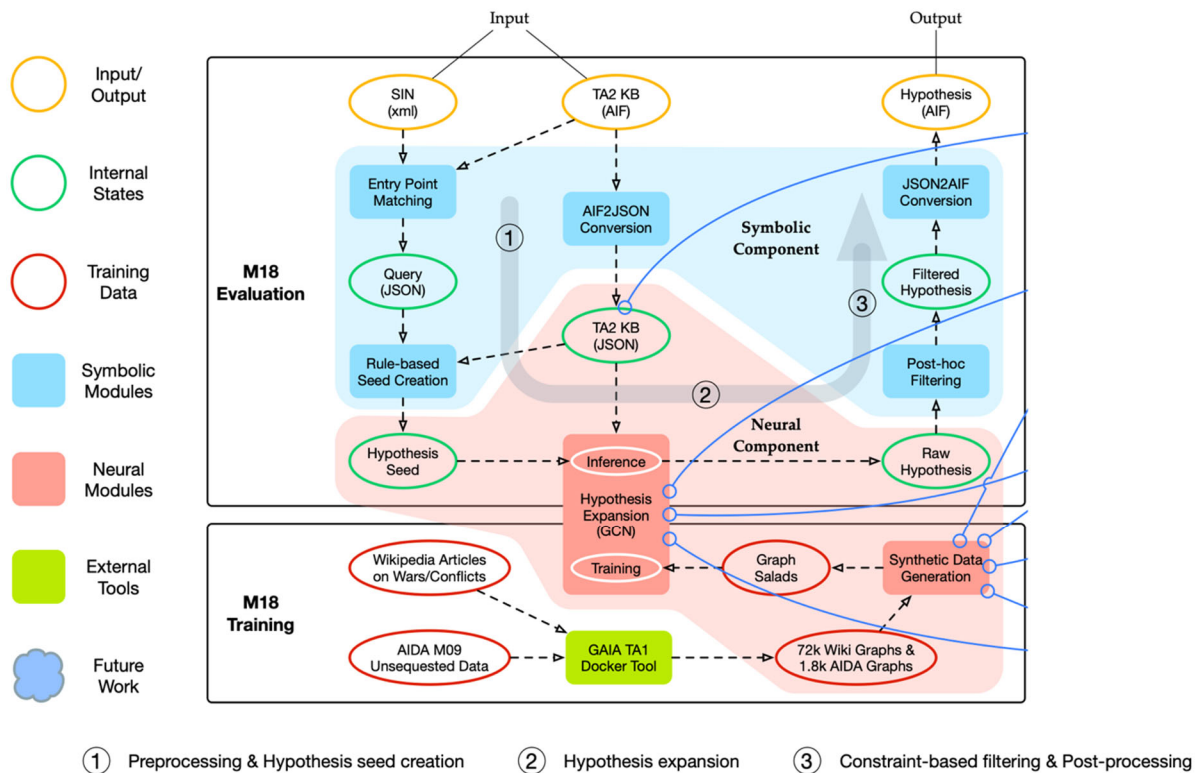 Input
Output
Input/
Output
Internal
States
Training
Data
Symbolic
Modules
Neural
Modules
External
Tools
Future
Work
M18
Evaluation
SIN
(xml)
TA2 KB
(AIF)
Hypothesis
(AIF)
Entry Point
Matching
AIF2JSON
Conversion
JSON2AIF
Conversion
1
Symbolic
Component
Query
(JSON)
TA2 KB
(JSON)
Filtered
Hypothesis
3
Rule-based
Seed Creation
Post-hoc
Filtering
2
Neural
Component
Hypothesis
Seed
Inference
Raw
Hypothesis
Hypothesis
Expansion
(GCN)
Training
M18
Training
Wikipedia Articles
on Wars/Conflicts
Graph
Salads
Synthetic Data
Generation
AIDA M09
Unsequested Data
GAIA TA1
Docker Tool
72k Wiki Graphs &
1.8k AIDA Graphs
1 Preprocessing & Hypothesis seed creation
2 Hypothesis expansion
3 Constraint-based filtering & Post-processing